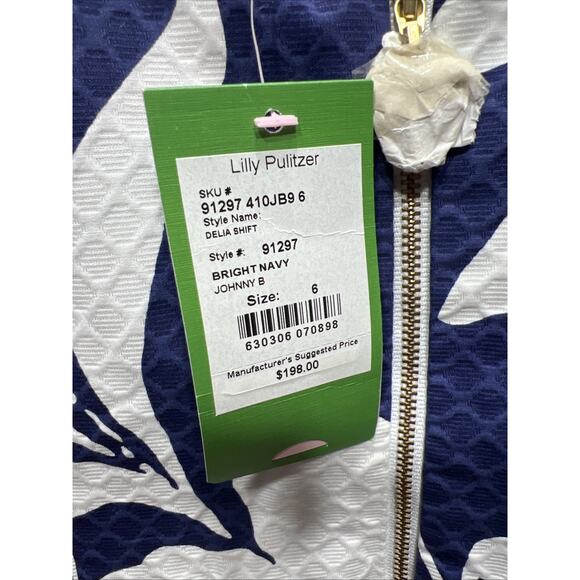 Lilly Pulitzer
SKU #
91297 410JB9 6
Style Name:
DELIA SHIFT
Style #: 91297
BRIGHT NAVY
JOHNNY B
Size: 6
630306 070898
Manufacturer's Suggested Price
$198.00